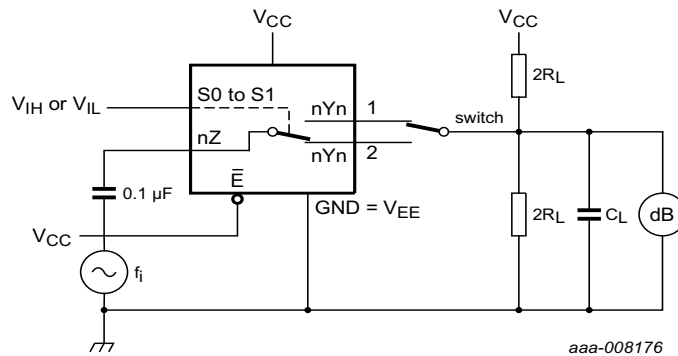 VCC
VCC
2RL
VIH or VIL
S0 to S1
nYn
1
switch
nZ
nYn
2
0.1 µF
E̅
GND = VEE
VCC
2RL
CL
dB
fi
aaa-008176